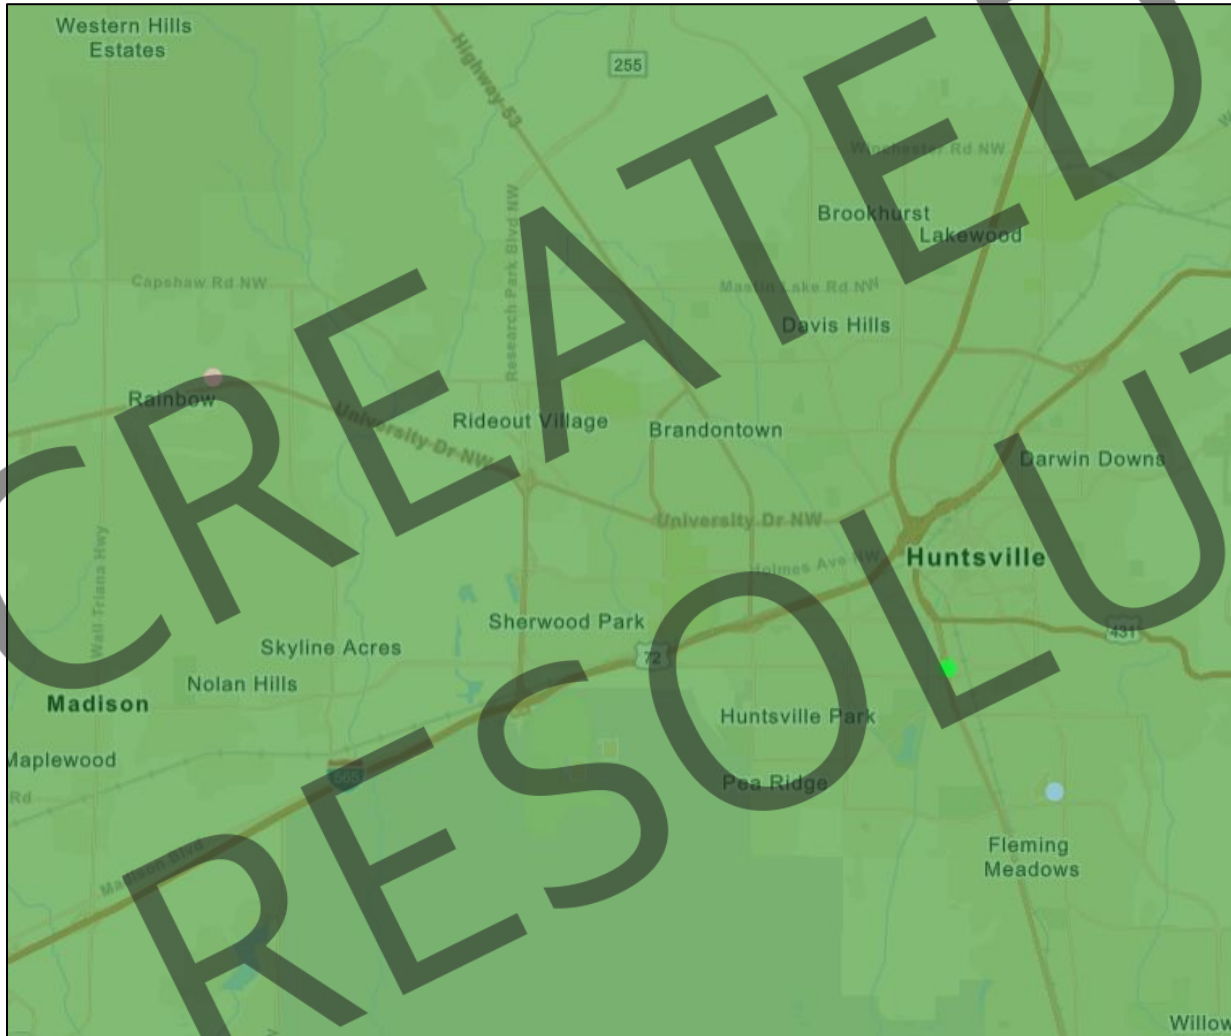 Western Hills
Estates
Highway 53
255
Winchester Rd NW
Brookhurst
Lakewood
Capshaw Rd NW
Research Park Blvd NW
Mastin Lake Rd NW
Davis Hills
Rainbow
University Dr NW
Rideout Village
Brandontown
Darwin Downs
University Dr NW
Wall Triana Hwy
Holmes Ave NW
Huntsville
Sherwood Park
431
Skyline Acres
72
Nolan Hills
Madison
Huntsville Park
Maplewood
565
Pea Ridge
Rd
Madison Blvd
Fleming
Meadows
Willow
CREATED
RESOLUT